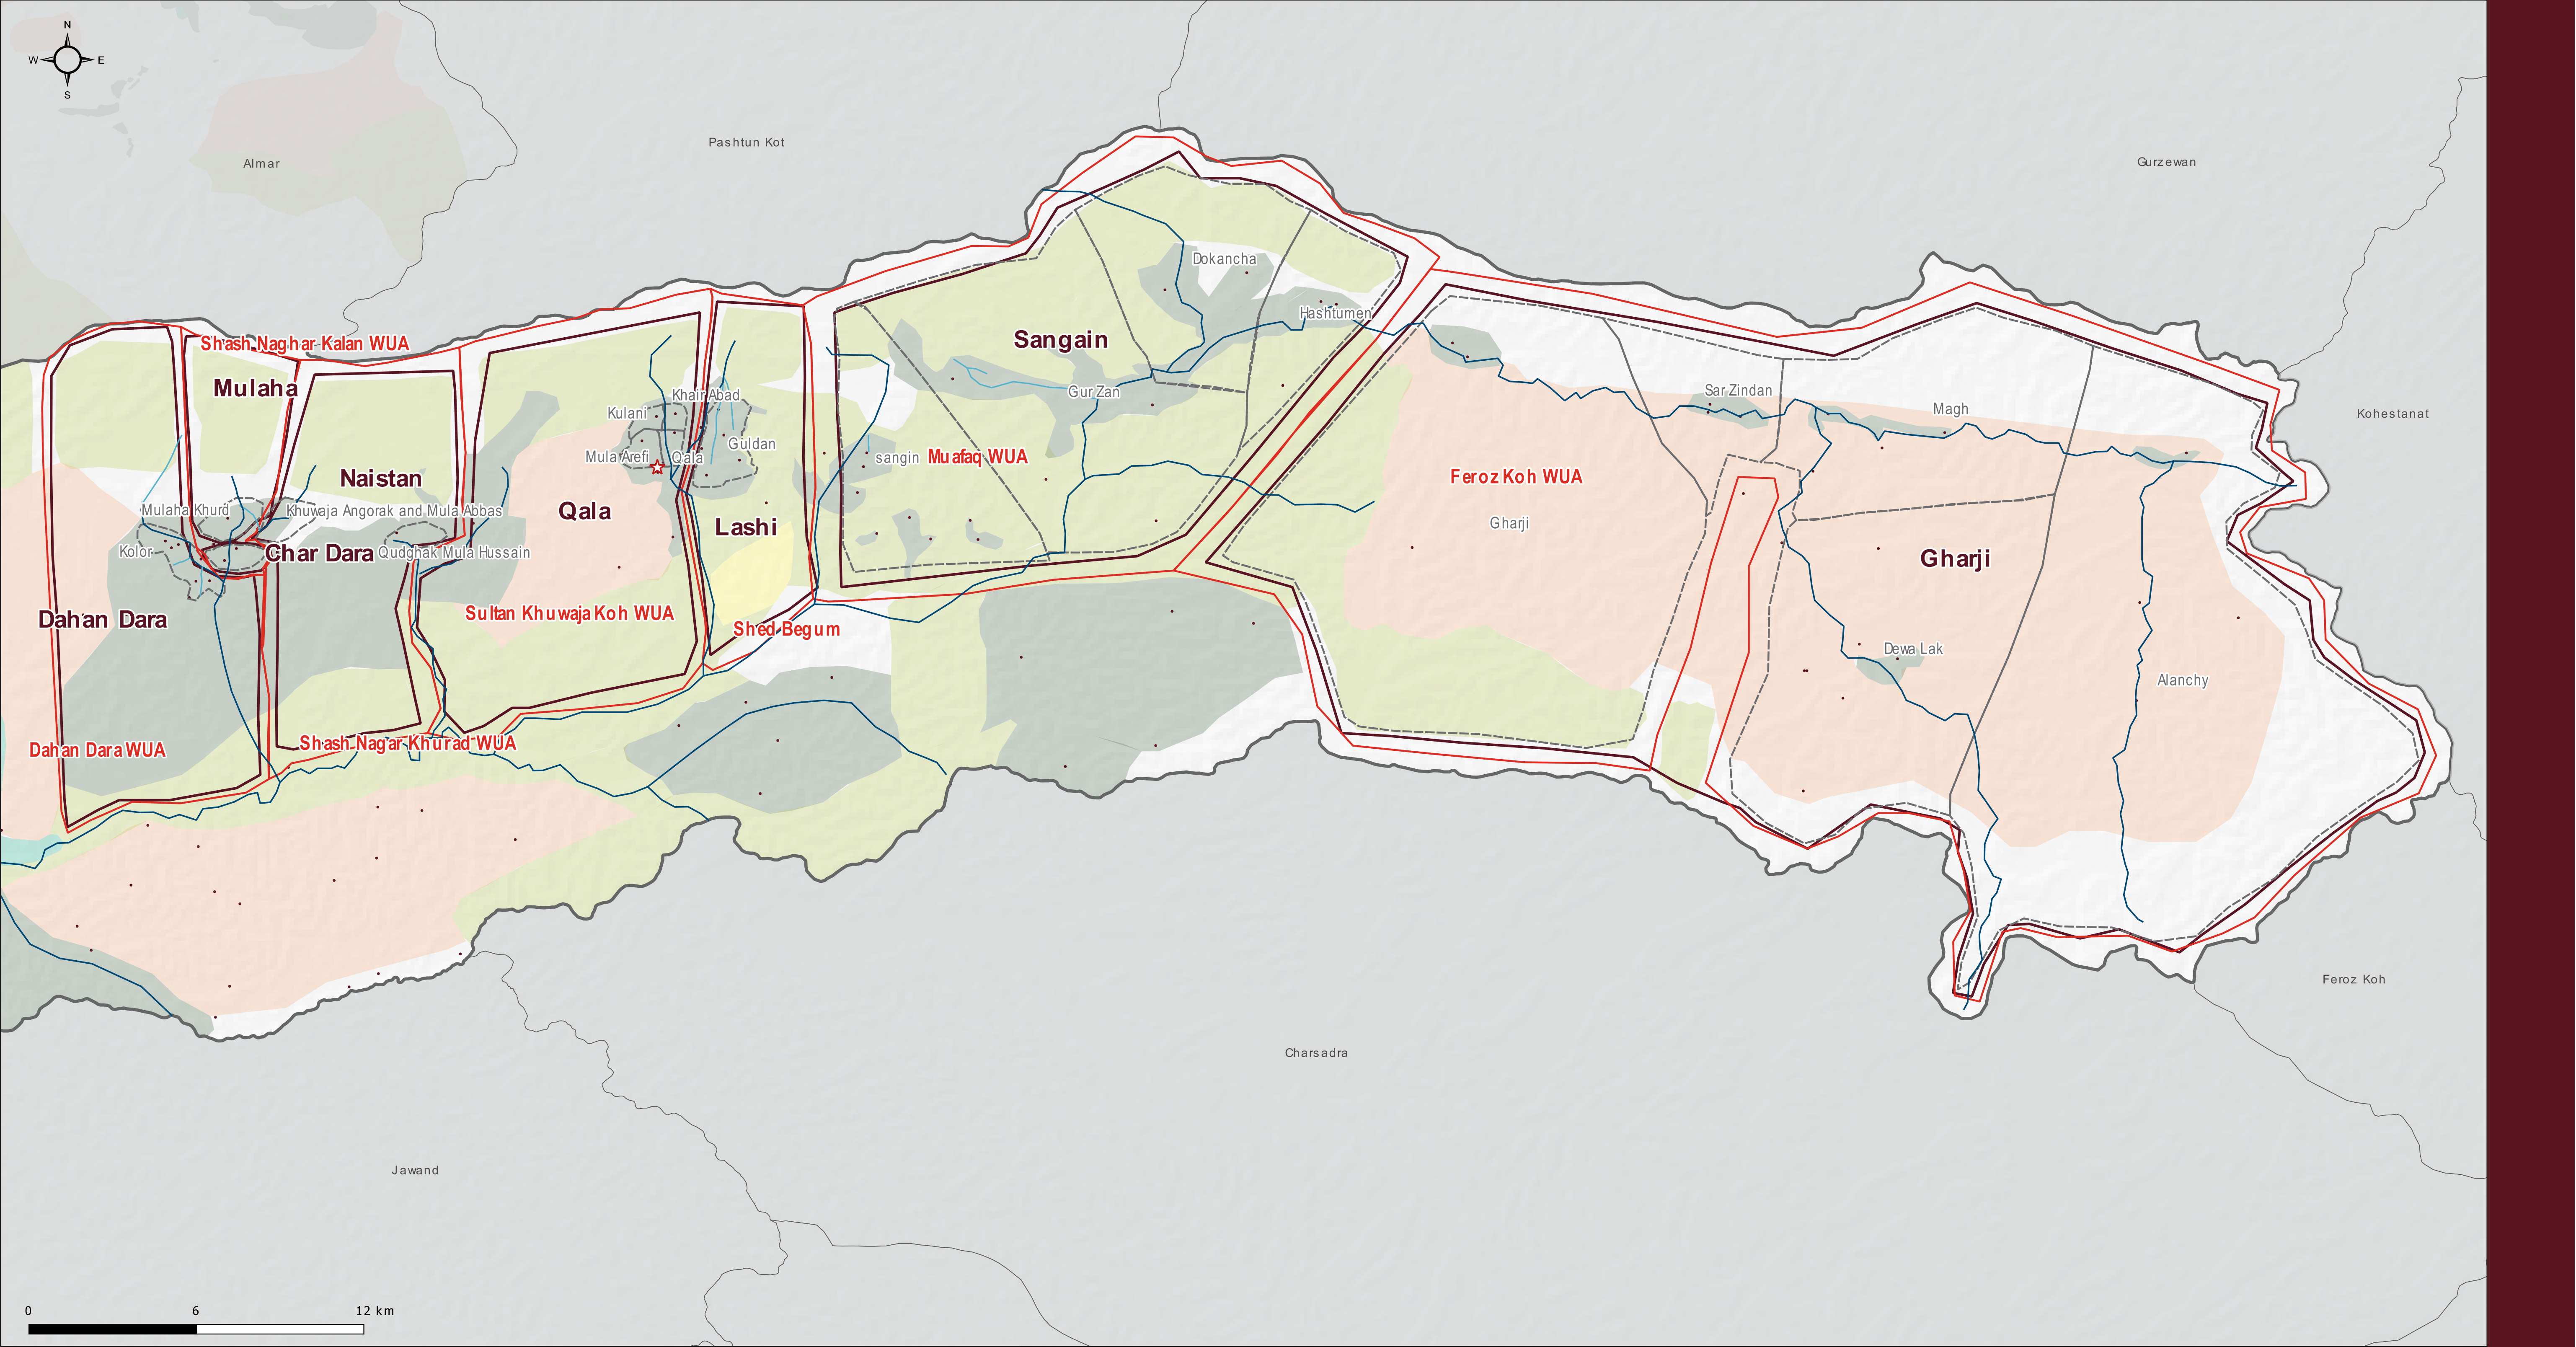 N
W E
S
Almar
Pashtun Kot
Gurzewan
Kohestanat
Dokancha
Hashtumen
Sangain
Shash Naghar Kalan WUA
Mulaha
Gur Zan
Sar Zindan
Magh
Khair Abad
Kulani
Guldan
Mula Arefi
Qala
sangin
Muafaq WUA
Feroz Koh WUA
Naistan
Mulaha Khurd
Khuwaja Angorak and Mula Abbas
Qala
Lashi
Gharji
Kolor
Char Dara
Qudghak Mula Hussain
Gharji
Dahan Dara
Sultan Khuwaja Koh WUA
Shed Begum
Dewa Lak
Alanchy
Dahan Dara WUA
Shash Nagar Khurad WUA
Feroz Koh
Charsadra
Jawand
0 6 12 km